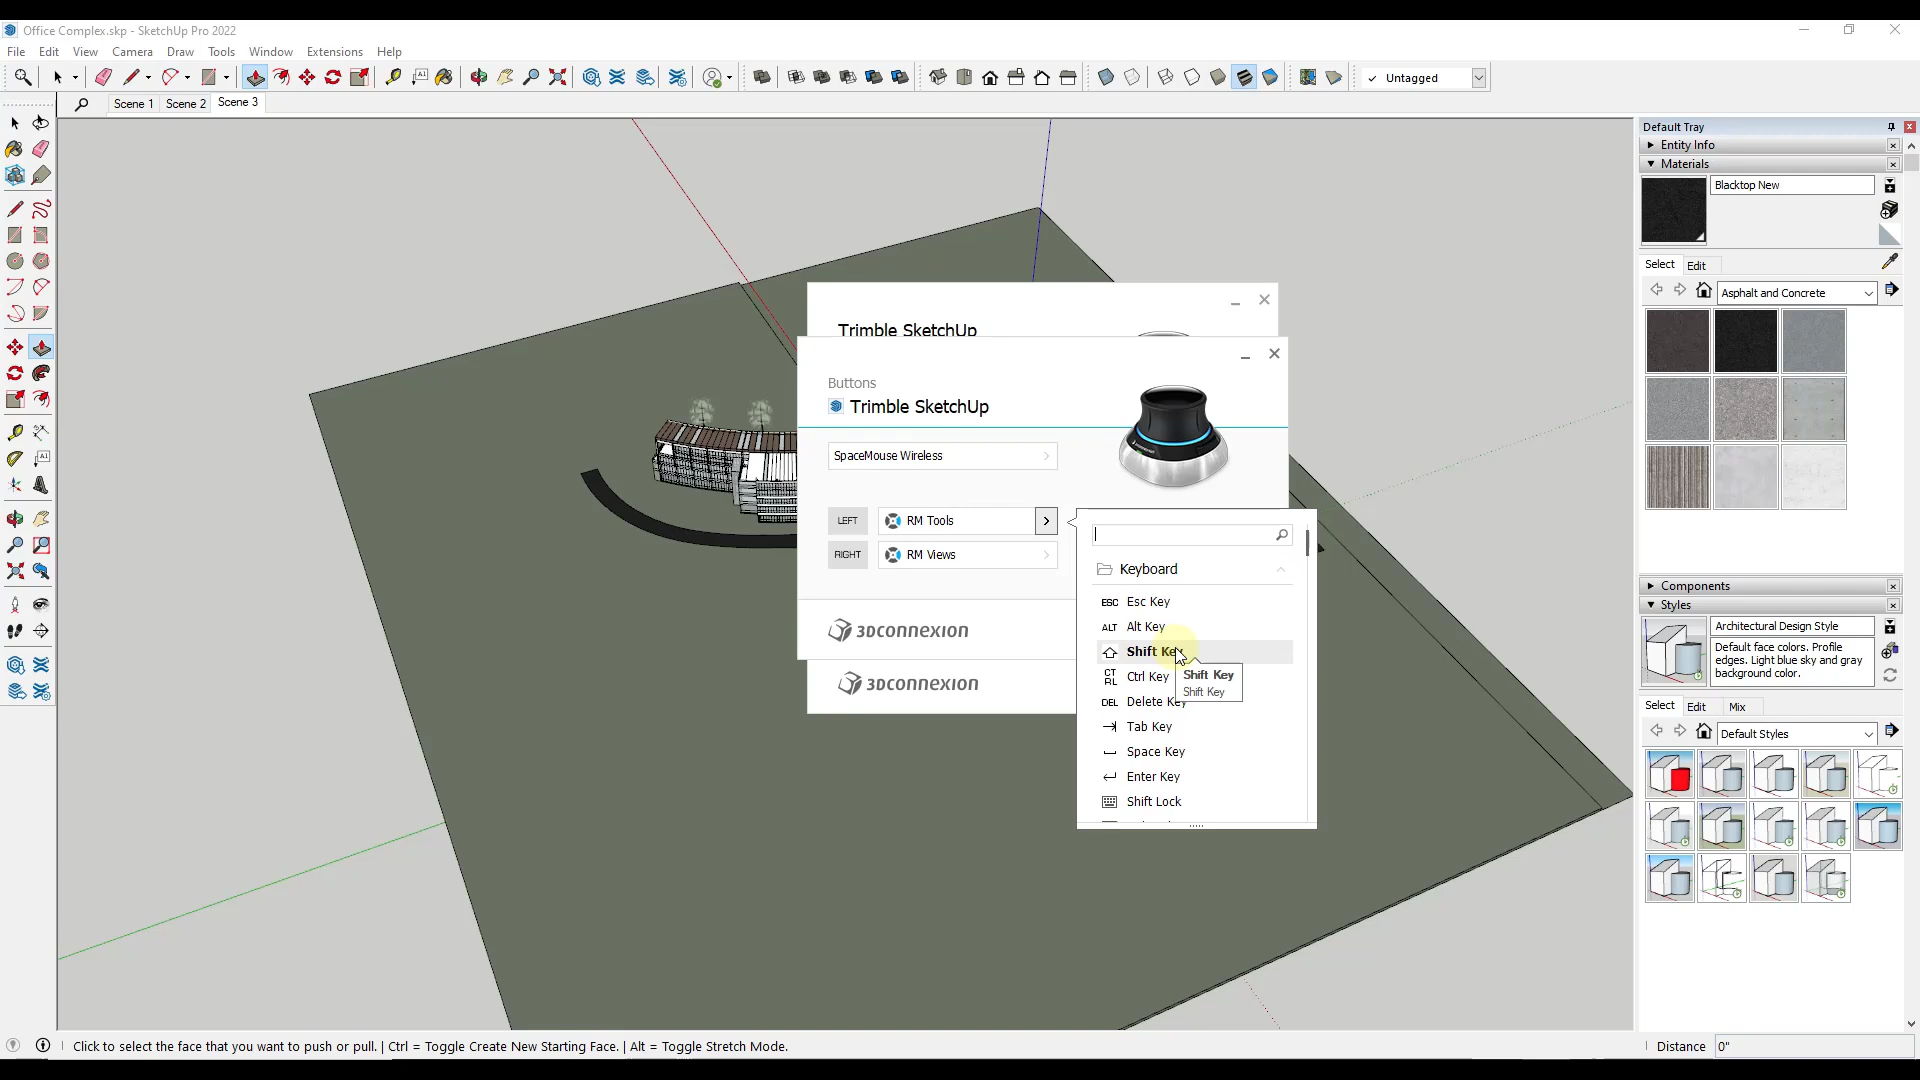 Office Complex.skp - SketchUp Pro 2022
File Edit View Camera Draw Tools Window Extensions Help
Untagged
Scene 1 Scene 2 Scene 3
Default Tray
Entity Info
Materials
Blacktop New
Select Edit
Asphalt and Concrete
Trimble SketchUp
Buttons
Trimble SketchUp
SpaceMouse Wireless
LEFT RM Tools
RIGHT RM Views
3DCONNEXION
3DCONNEXION
Keyboard
ESC Esc Key
ALT Alt Key
Shift Key
CTRL Ctrl Key
Shift Key
Shift Key
DEL Delete Key
Tab Key
Space Key
Enter Key
Shift Lock
Components
Styles
Architectural Design Style
Default face colors. Profile
edges. Light blue sky and gray
background color.
Select Edit Mix
Default Styles
Click to select the face that you want to push or pull. | Ctrl = Toggle Create New Starting Face. | Alt = Toggle Stretch Mode.
Distance 0"